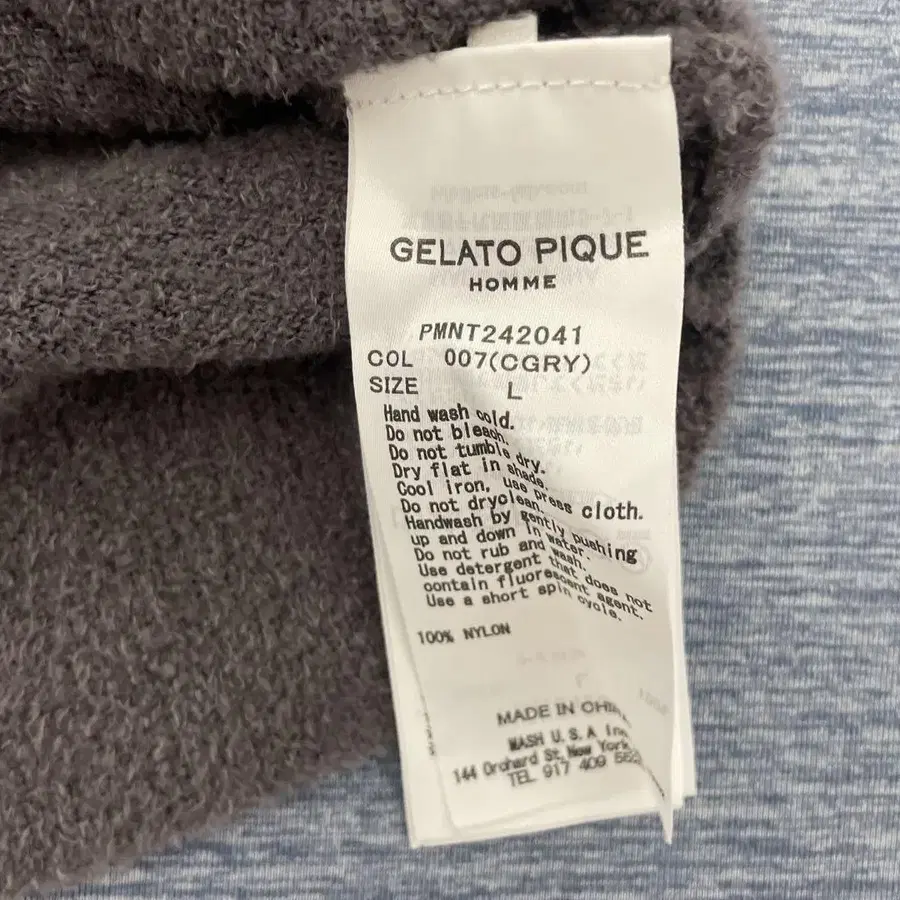 GELATO PIQUE
HOMME
PMNT242041
COL 007(CGRY)
SIZE L
Hand wash cold.
Do not bleach.
Do not tumble dry.
Dry flat in shade.
Cool iron, use press cloth.
Do not dryclean.
Handwash by gently pushing
up and down in water.
Do not rub and wash.
Use detergent that does not
contain fluorescent agent.
Use a short spin cycle.
100% NYLON
MADE IN CHINA
MASH U.S.A Inc
144 Orchard St, New York
TEL 917 409